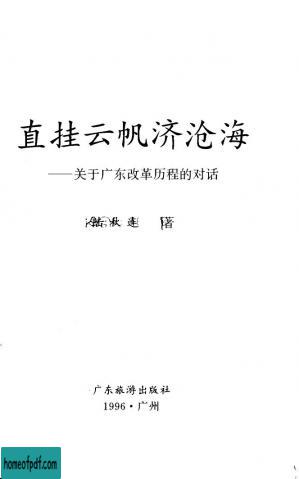 直挂云帆济沧海
——关于广东改革历程的对话
著
广东旅游出版社
1996·广州
homeofpdf.com